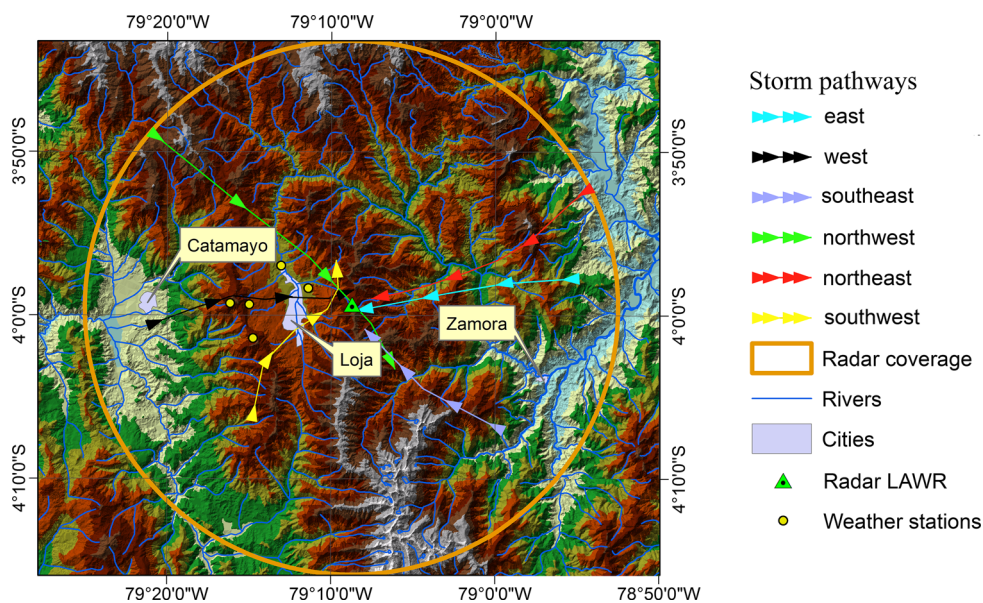 79°20'0"W
79°10'0"W
79°0'0"W
3°50'0"S
4°0'0"S
4°10'0"S
Catamayo
Zamora
Loja
3°50'0"S
4°0'0"S
4°10'0"S
79°20'0"W
79°10'0"W
79°0'0"W
78°50'0"W
Storm pathways
east
west
southeast
northwest
northeast
southwest
Radar coverage
Rivers
Cities
Radar LAWR
Weather stations